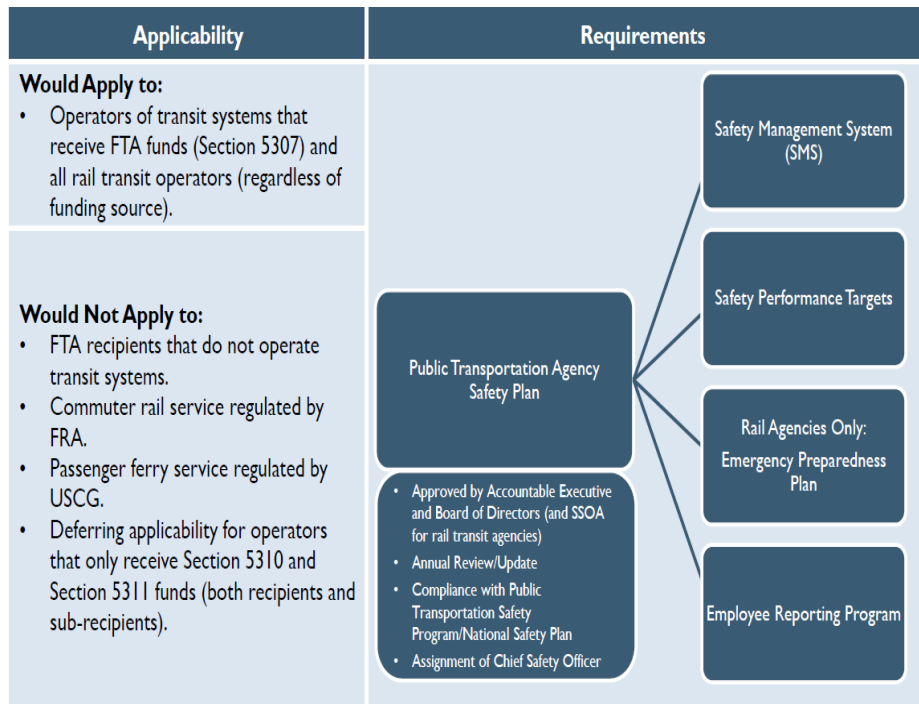 Applicability
Would Apply to:
• Operators of transit systems that
receive FTA funds (Section 5307) and
all rail transit operators (regardless of
funding source).
Would Not Apply to:
• FTA recipients that do not operate
transit systems.
• Commuter rail service regulated by
FRA.
• Passenger ferry service regulated by
USCG.
• Deferring applicability for operators
that only receive Section 5310 and
Section 5311 funds (both recipients and
sub-recipients).
Requirements
Public Transportation Agency
Safety Plan
• Approved by Accountable Executive
and Board of Directors (and SSOA
for rail transit agencies)
• Annual Review/Update
• Compliance with Public
Transportation Safety
Program/National Safety Plan
• Assignment of Chief Safety Officer
Safety Management System
(SMS)
Safety Performance Targets
Rail Agencies Only:
Emergency Preparedness
Plan
Employee Reporting Program